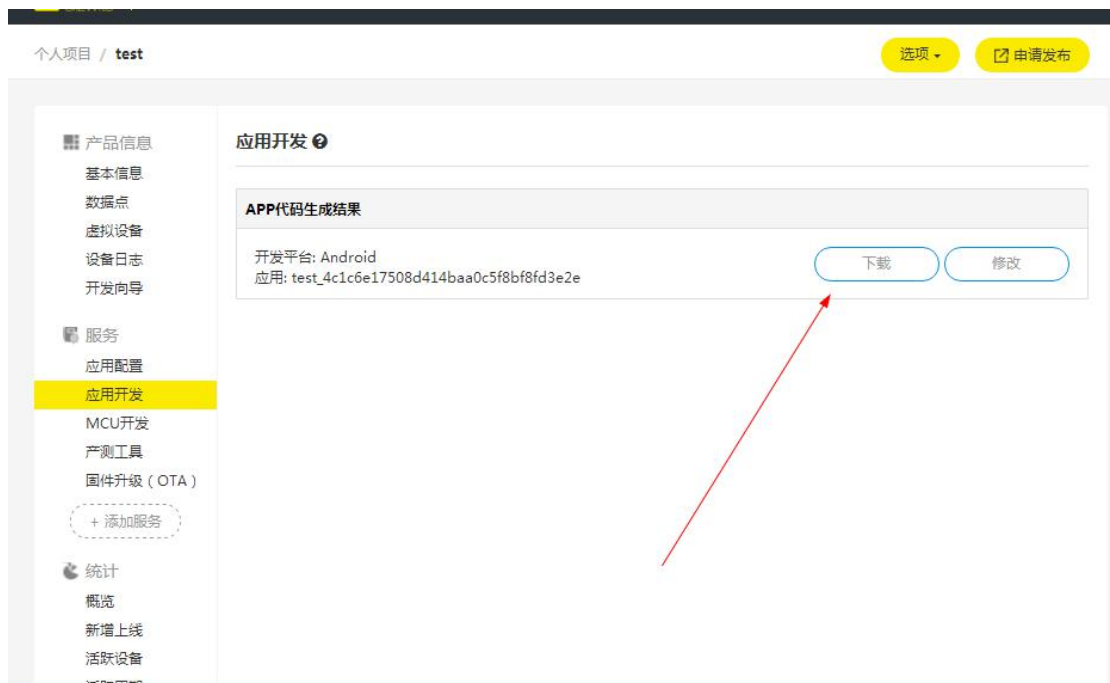 个人项目 / test
选项
申请发布
产品信息
基本信息
数据点
虚拟设备
设备日志
开发向导
服务
应用配置
应用开发
MCU开发
产测工具
固件升级（OTA）
+ 添加服务
统计
概览
新增上线
活跃设备
应用开发
APP代码生成结果
开发平台: Android
应用: test_4c1c6e17508d414baa0c5f8bf8fd3e2e
下载
修改